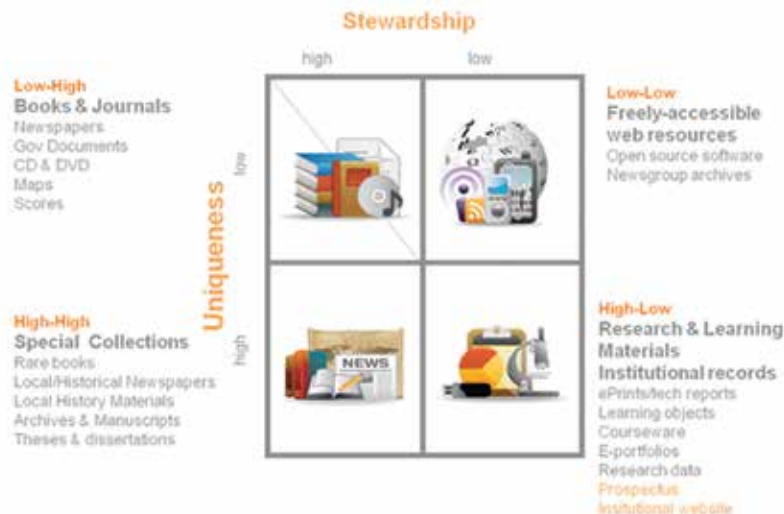 Stewardship
high
low
Low-High
Books & Journals
Newspapers
Gov Documents
CD & DVD
Maps
Scores
Low-Low
Freely-accessible
web resources
Open source software
Newsgroup archives
Uniqueness
low
high
High-High
Special Collections
Rare books
Local/Historical Newspapers
Local History Materials
Archives & Manuscripts
Theses & dissertations
NEWS
High-Low
Research & Learning
Materials
Institutional records
ePrints/tech reports
Learning objects
Courseware
E-portfolios
Research data
Prospectus
Insitutional website